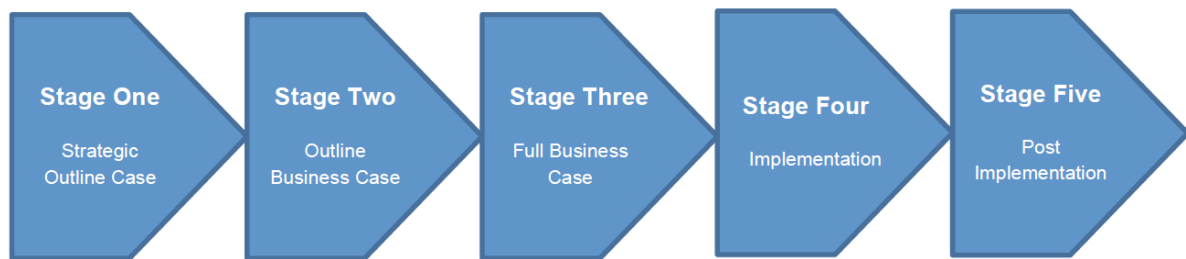 Stage One
Strategic
Outline Case
Stage Two
Outline
Business Case
Stage Three
Full Business
Case
Stage Four
Implementation
Stage Five
Post
Implementation